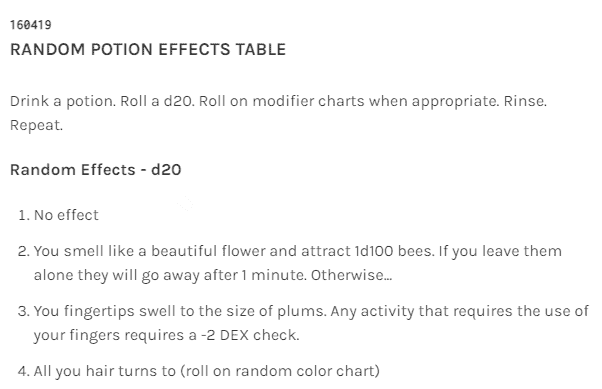 160419
RANDOM POTION EFFECTS TABLE
Drink a potion. Roll a d20. Roll on modifier charts when appropriate. Rinse.
Repeat.
Random Effects - d20
1. No effect
2. You smell like a beautiful flower and attract 1d100 bees. If you leave them
alone they will go away after 1 minute. Otherwise...
3. You fingertips swell to the size of plums. Any activity that requires the use of
your fingers requires a -2 DEX check.
4. All you hair turns to (roll on random color chart)